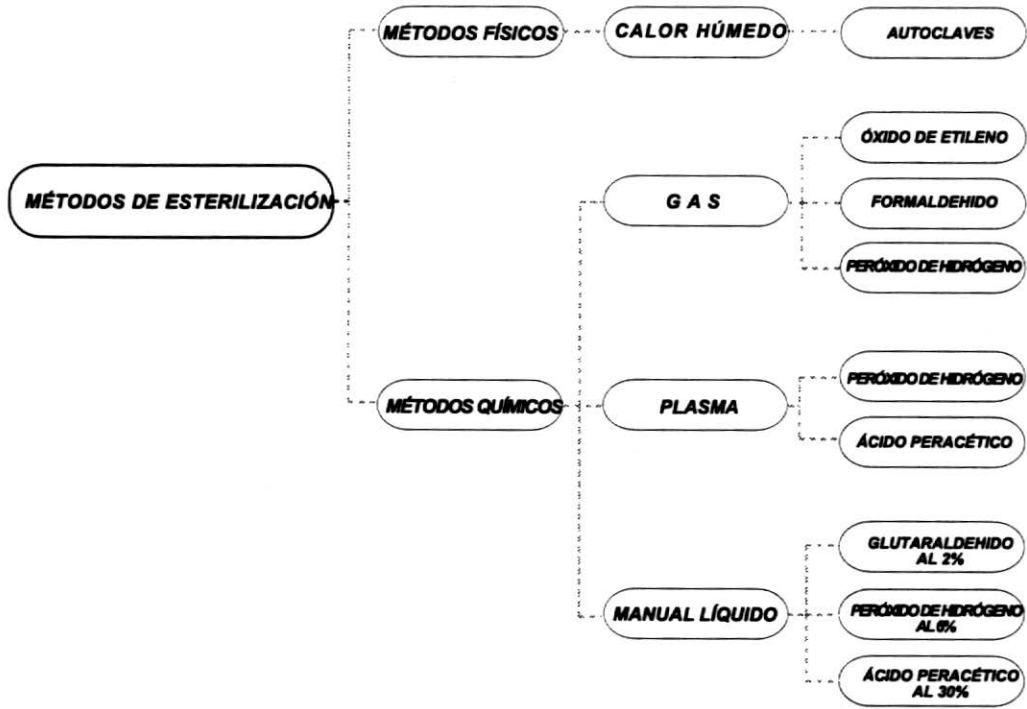 MÉTODOS FÍSICOS
CALOR HÚMEDO
AUTOCLAVES
MÉTODOS DE ESTERILIZACIÓN
ÓXIDO DE ETILENO
G A S
FORMALDEHIDO
PERÓXIDO DE HIDRÓGENO
MÉTODOS QUÍMICOS
PLASMA
PERÓXIDO DE HIDRÓGENO
ÁCIDO PERACÉTICO
MANUAL LÍQUIDO
GLUTARALDEHIDO
AL 2%
PERÓXIDO DE HIDRÓGENO
AL 6%
ÁCIDO PERACÉTICO
AL 30%